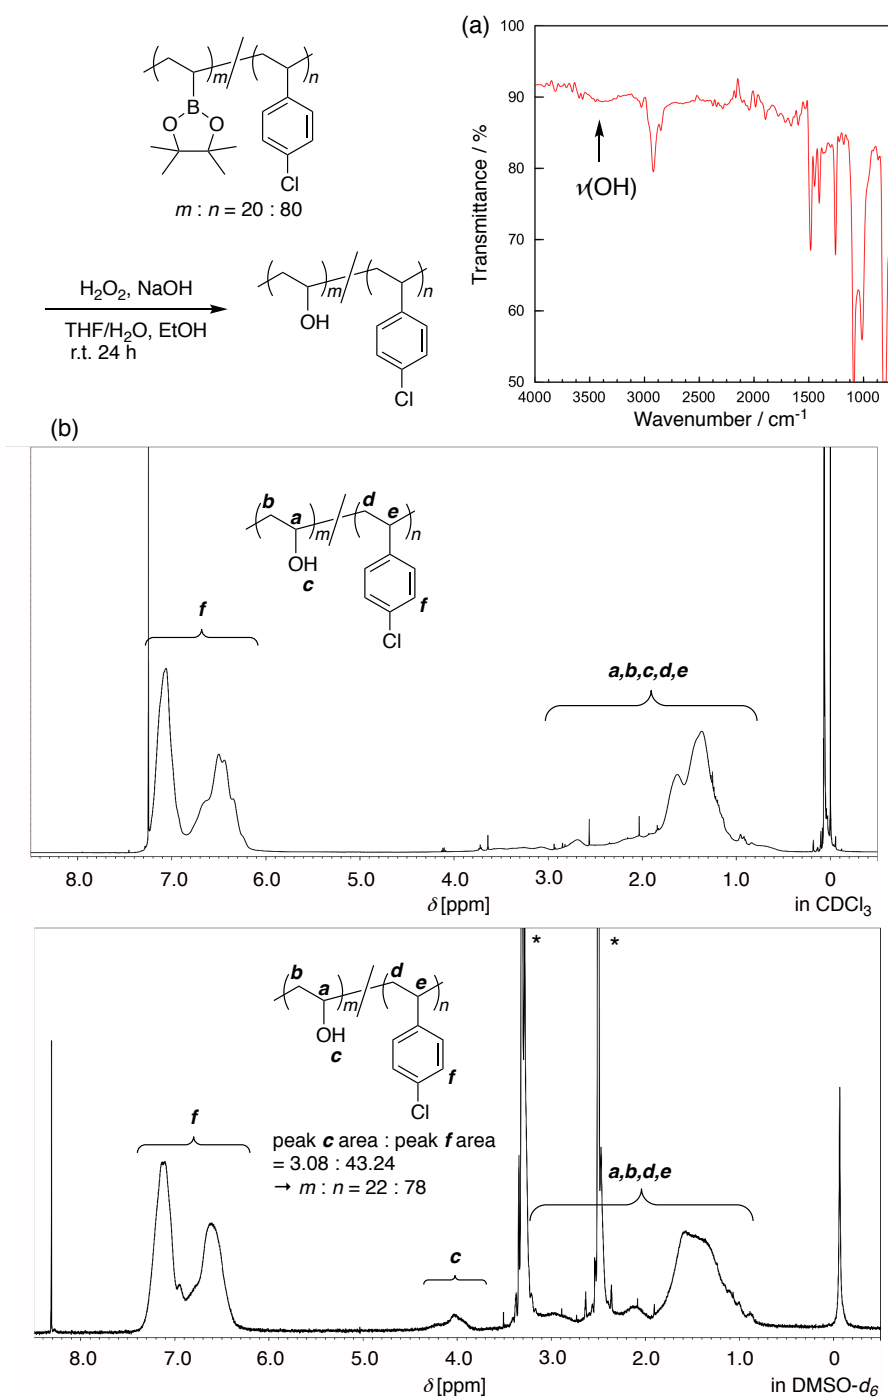 (a)
m
n
B
O
O
Cl
m : n = 20 : 80
H₂O₂, NaOH
THF/H₂O, EtOH
r.t. 24 h
m
n
OH
Cl
100
90
80
70
60
50
Transmittance / %
ν(OH)
4000 3500 3000 2500 2000 1500 1000
Wavenumber / cm⁻¹
(b)
b a d e
m
n
OH
c
f
Cl
f
a,b,c,d,e
8.0 7.0 6.0 5.0 4.0 3.0 2.0 1.0 0
δ [ppm]
in CDCl₃
* *
b a d e
m
n
OH
c
f
Cl
f
peak c area : peak f area
= 3.08 : 43.24
→ m : n = 22 : 78
c
a,b,d,e
8.0 7.0 6.0 5.0 4.0 3.0 2.0 1.0 0
δ [ppm]
in DMSO-d₆